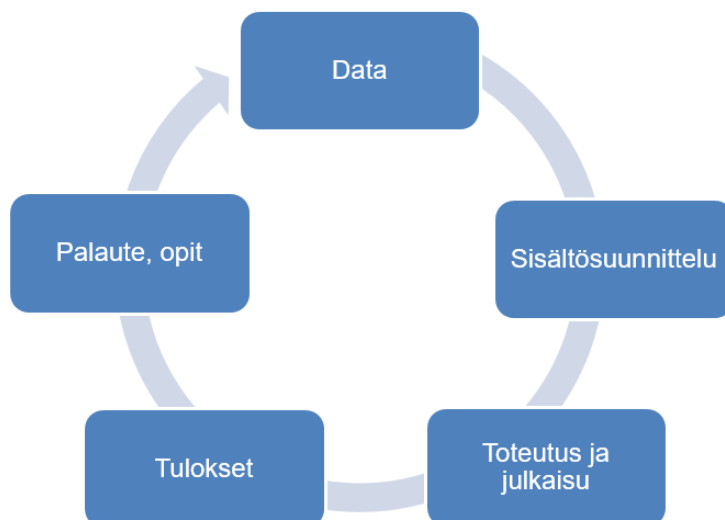 Data
Sisältösuunnittelu
Toteutus ja
julkaisu
Tulokset
Palaute, opit